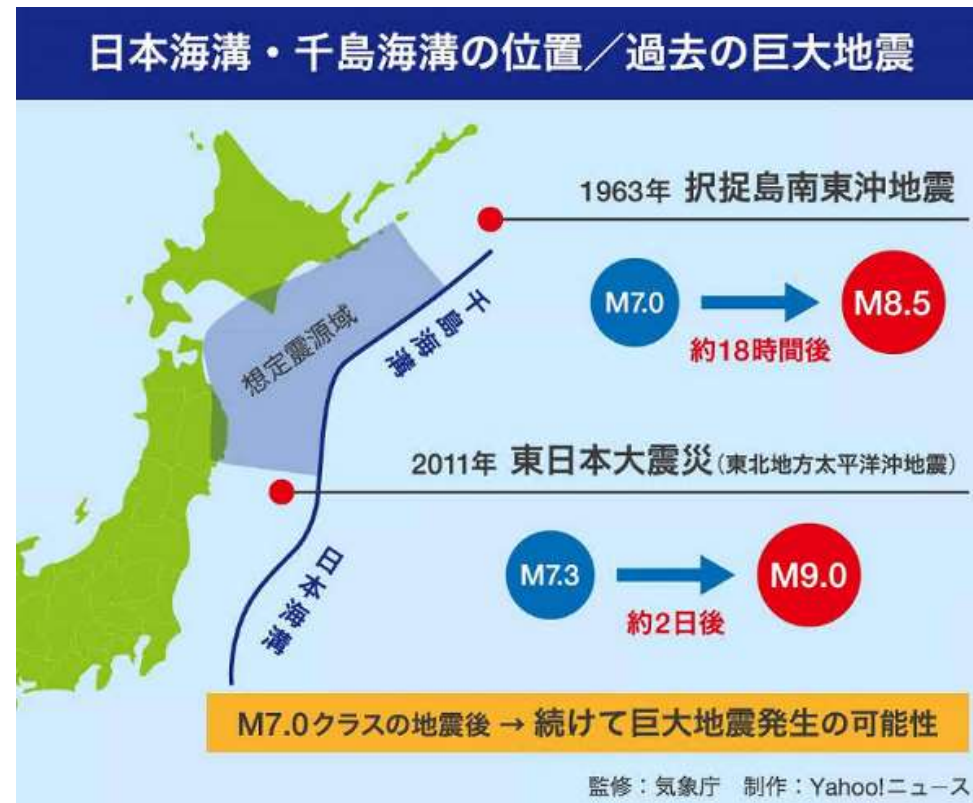 日本海溝・千島海溝の位置／過去の巨大地震
1963年 択捉島南東沖地震
M7.0
M8.5
約18時間後
千島海溝
想定震源域
2011年 東日本大震災(東北地方太平洋沖地震)
M7.3
M9.0
約2日後
日本海溝
M7.0クラスの地震後 → 続けて巨大地震発生の可能性
監修：気象庁 制作：Yahoo!ニュース